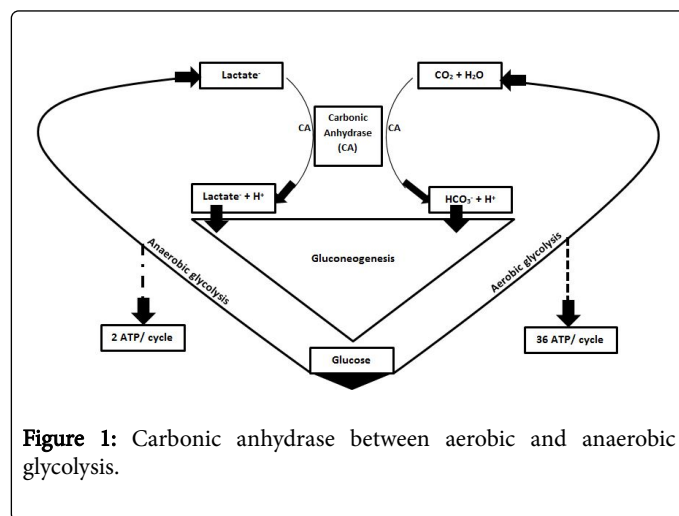 Lactate⁻
CO₂ + H₂O
Carbonic
Anhydrase
(CA)
CA
CA
Lactate⁻ + H⁺
HCO₃⁻ + H⁺
Gluconeogenesis
Anaerobic glycolysis
Aerobic glycolysis
2 ATP/ cycle
Glucose
36 ATP/ cycle
Figure 1: Carbonic anhydrase between aerobic and anaerobic
glycolysis.